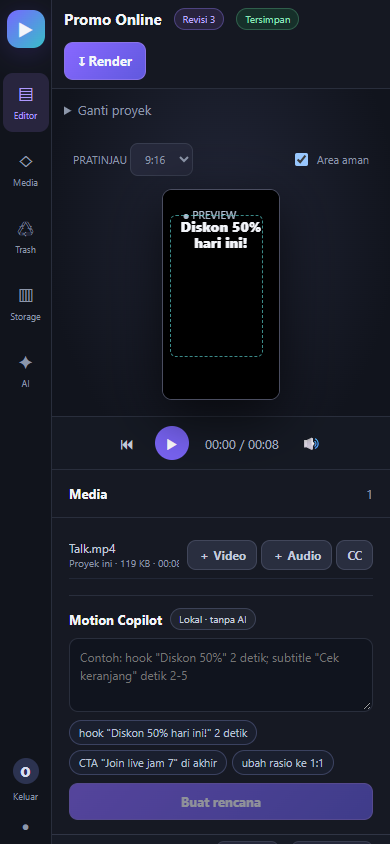 Promo Online
Revisi 3
Tersimpan
↧ Render
Editor
▶ Ganti proyek
Media
Trash
Storage
AI
PRATINJAU
9:16
Area aman
● PREVIEW
Diskon 50%
hari ini!
00:00 / 00:08
Media
1
Talk.mp4
Proyek ini · 119 KB · 00:08
+ Video
+ Audio
CC
Motion Copilot
Lokal · tanpa AI
Contoh: hook "Diskon 50%" 2 detik; subtitle "Cek
keranjang" detik 2-5
hook "Diskon 50% hari ini!" 2 detik
CTA "Join live jam 7" di akhir
ubah rasio ke 1:1
Buat rencana
O
Keluar